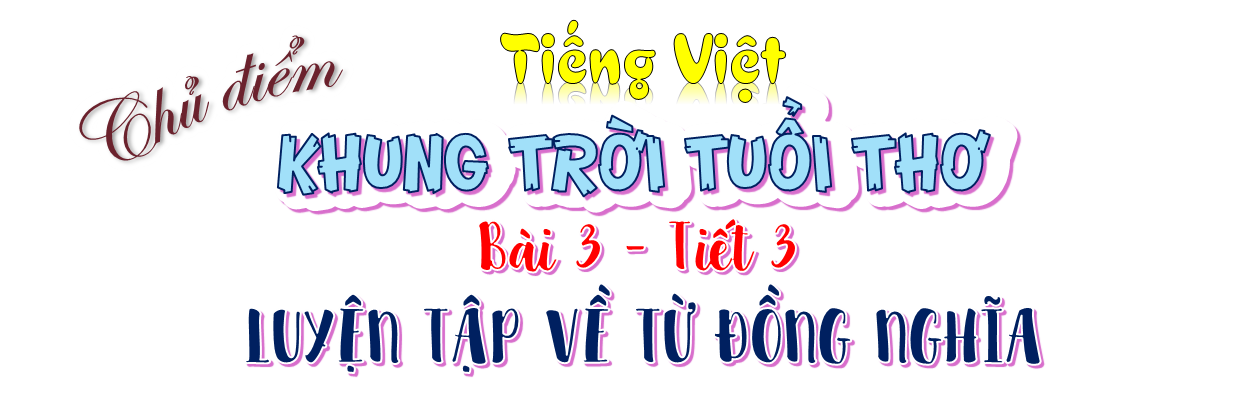 Tiếng Việt
Chủ điểm
KHUNG TRỜI TUỔI THƠ
Bài 3 - Tiết 3
LUYỆN TẬP VỀ TỪ ĐỒNG NGHĨA